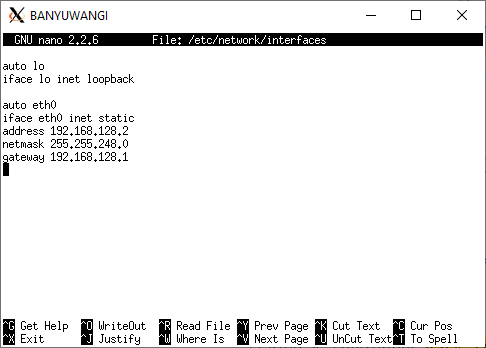 BANYUWANGI
GNU nano 2.2.6 File: /etc/network/interfaces
auto lo
iface lo inet loopback
auto eth0
iface eth0 inet static
address 192.168.128.2
netmask 255.255.248.0
gateway 192.168.128.1
^G Get Help ^O WriteOut ^R Read File ^Y Prev Page ^K Cut Text ^C Cur Pos
^X Exit ^J Justify ^W Where Is ^V Next Page ^U UnCut Text ^T To Spell